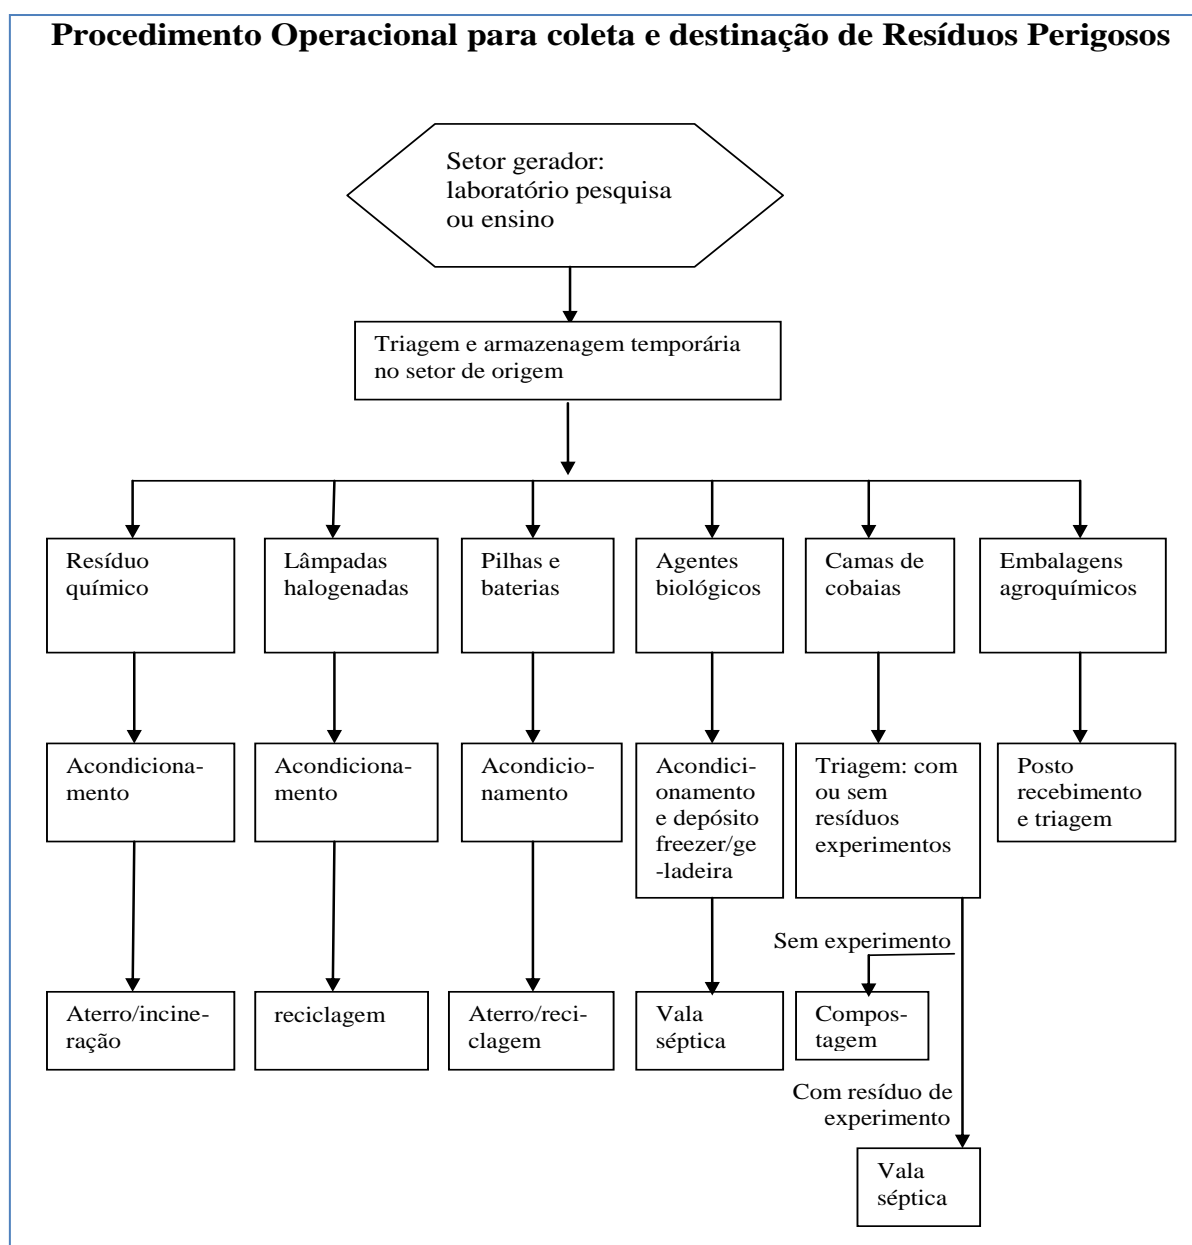 Procedimento Operacional para coleta e destinação de Resíduos Perigosos
Setor gerador:
laboratório pesquisa
ou ensino
Triagem e armazenagem temporária
no setor de origem
Resíduo
químico
Lâmpadas
halogenadas
Pilhas e
baterias
Agentes
biológicos
Camas de
cobaias
Embalagens
agroquímicos
Acondiciona-
mento
Acondiciona-
mento
Acondicio-
namento
Acondici-
onamento
e depósito
freezer/ge
-ladeira
Triagem: com
ou sem
resíduos
experimentos
Posto
recebimento
e triagem
Sem experimento
Aterro/incine-
ração
reciclagem
Aterro/reci-
clagem
Vala
séptica
Compos-
tagem
Com resíduo de
experimento
Vala
séptica